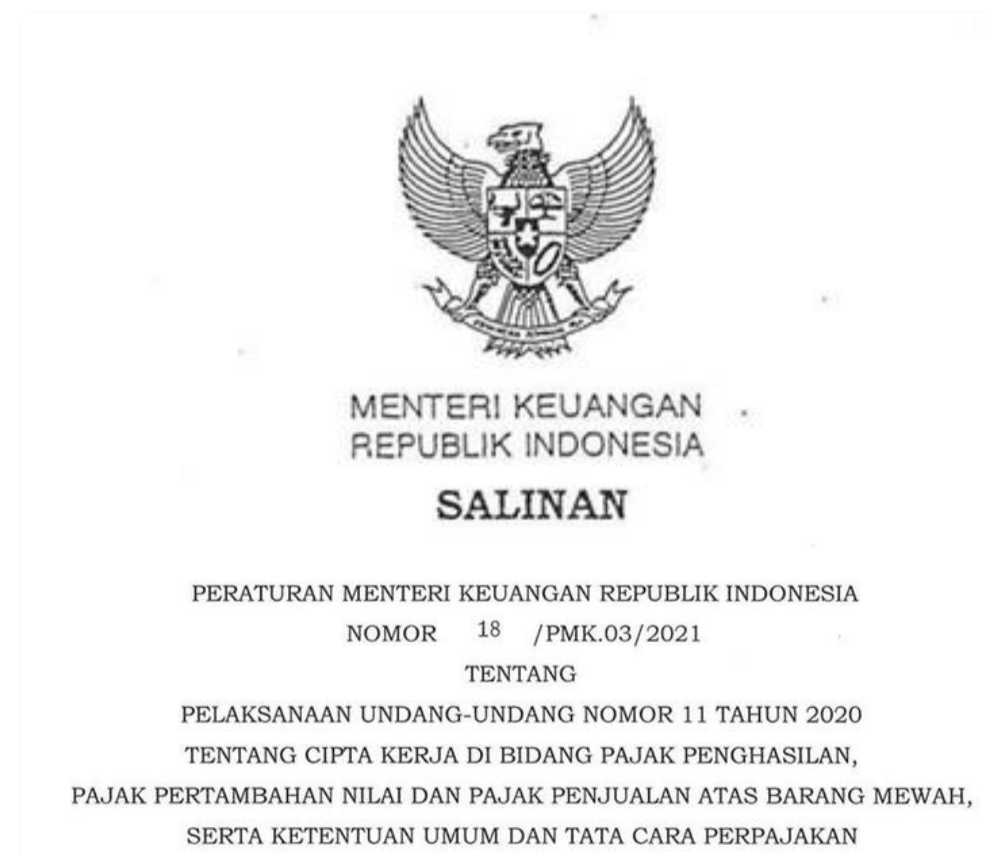 MENTERI KEUANGAN
REPUBLIK INDONESIA
SALINAN
PERATURAN MENTERI KEUANGAN REPUBLIK INDONESIA
NOMOR 18 /PMK.03/2021
TENTANG
PELAKSANAAN UNDANG-UNDANG NOMOR 11 TAHUN 2020
TENTANG CIPTA KERJA DI BIDANG PAJAK PENGHASILAN,
PAJAK PERTAMBAHAN NILAI DAN PAJAK PENJUALAN ATAS BARANG MEWAH,
SERTA KETENTUAN UMUM DAN TATA CARA PERPAJAKAN